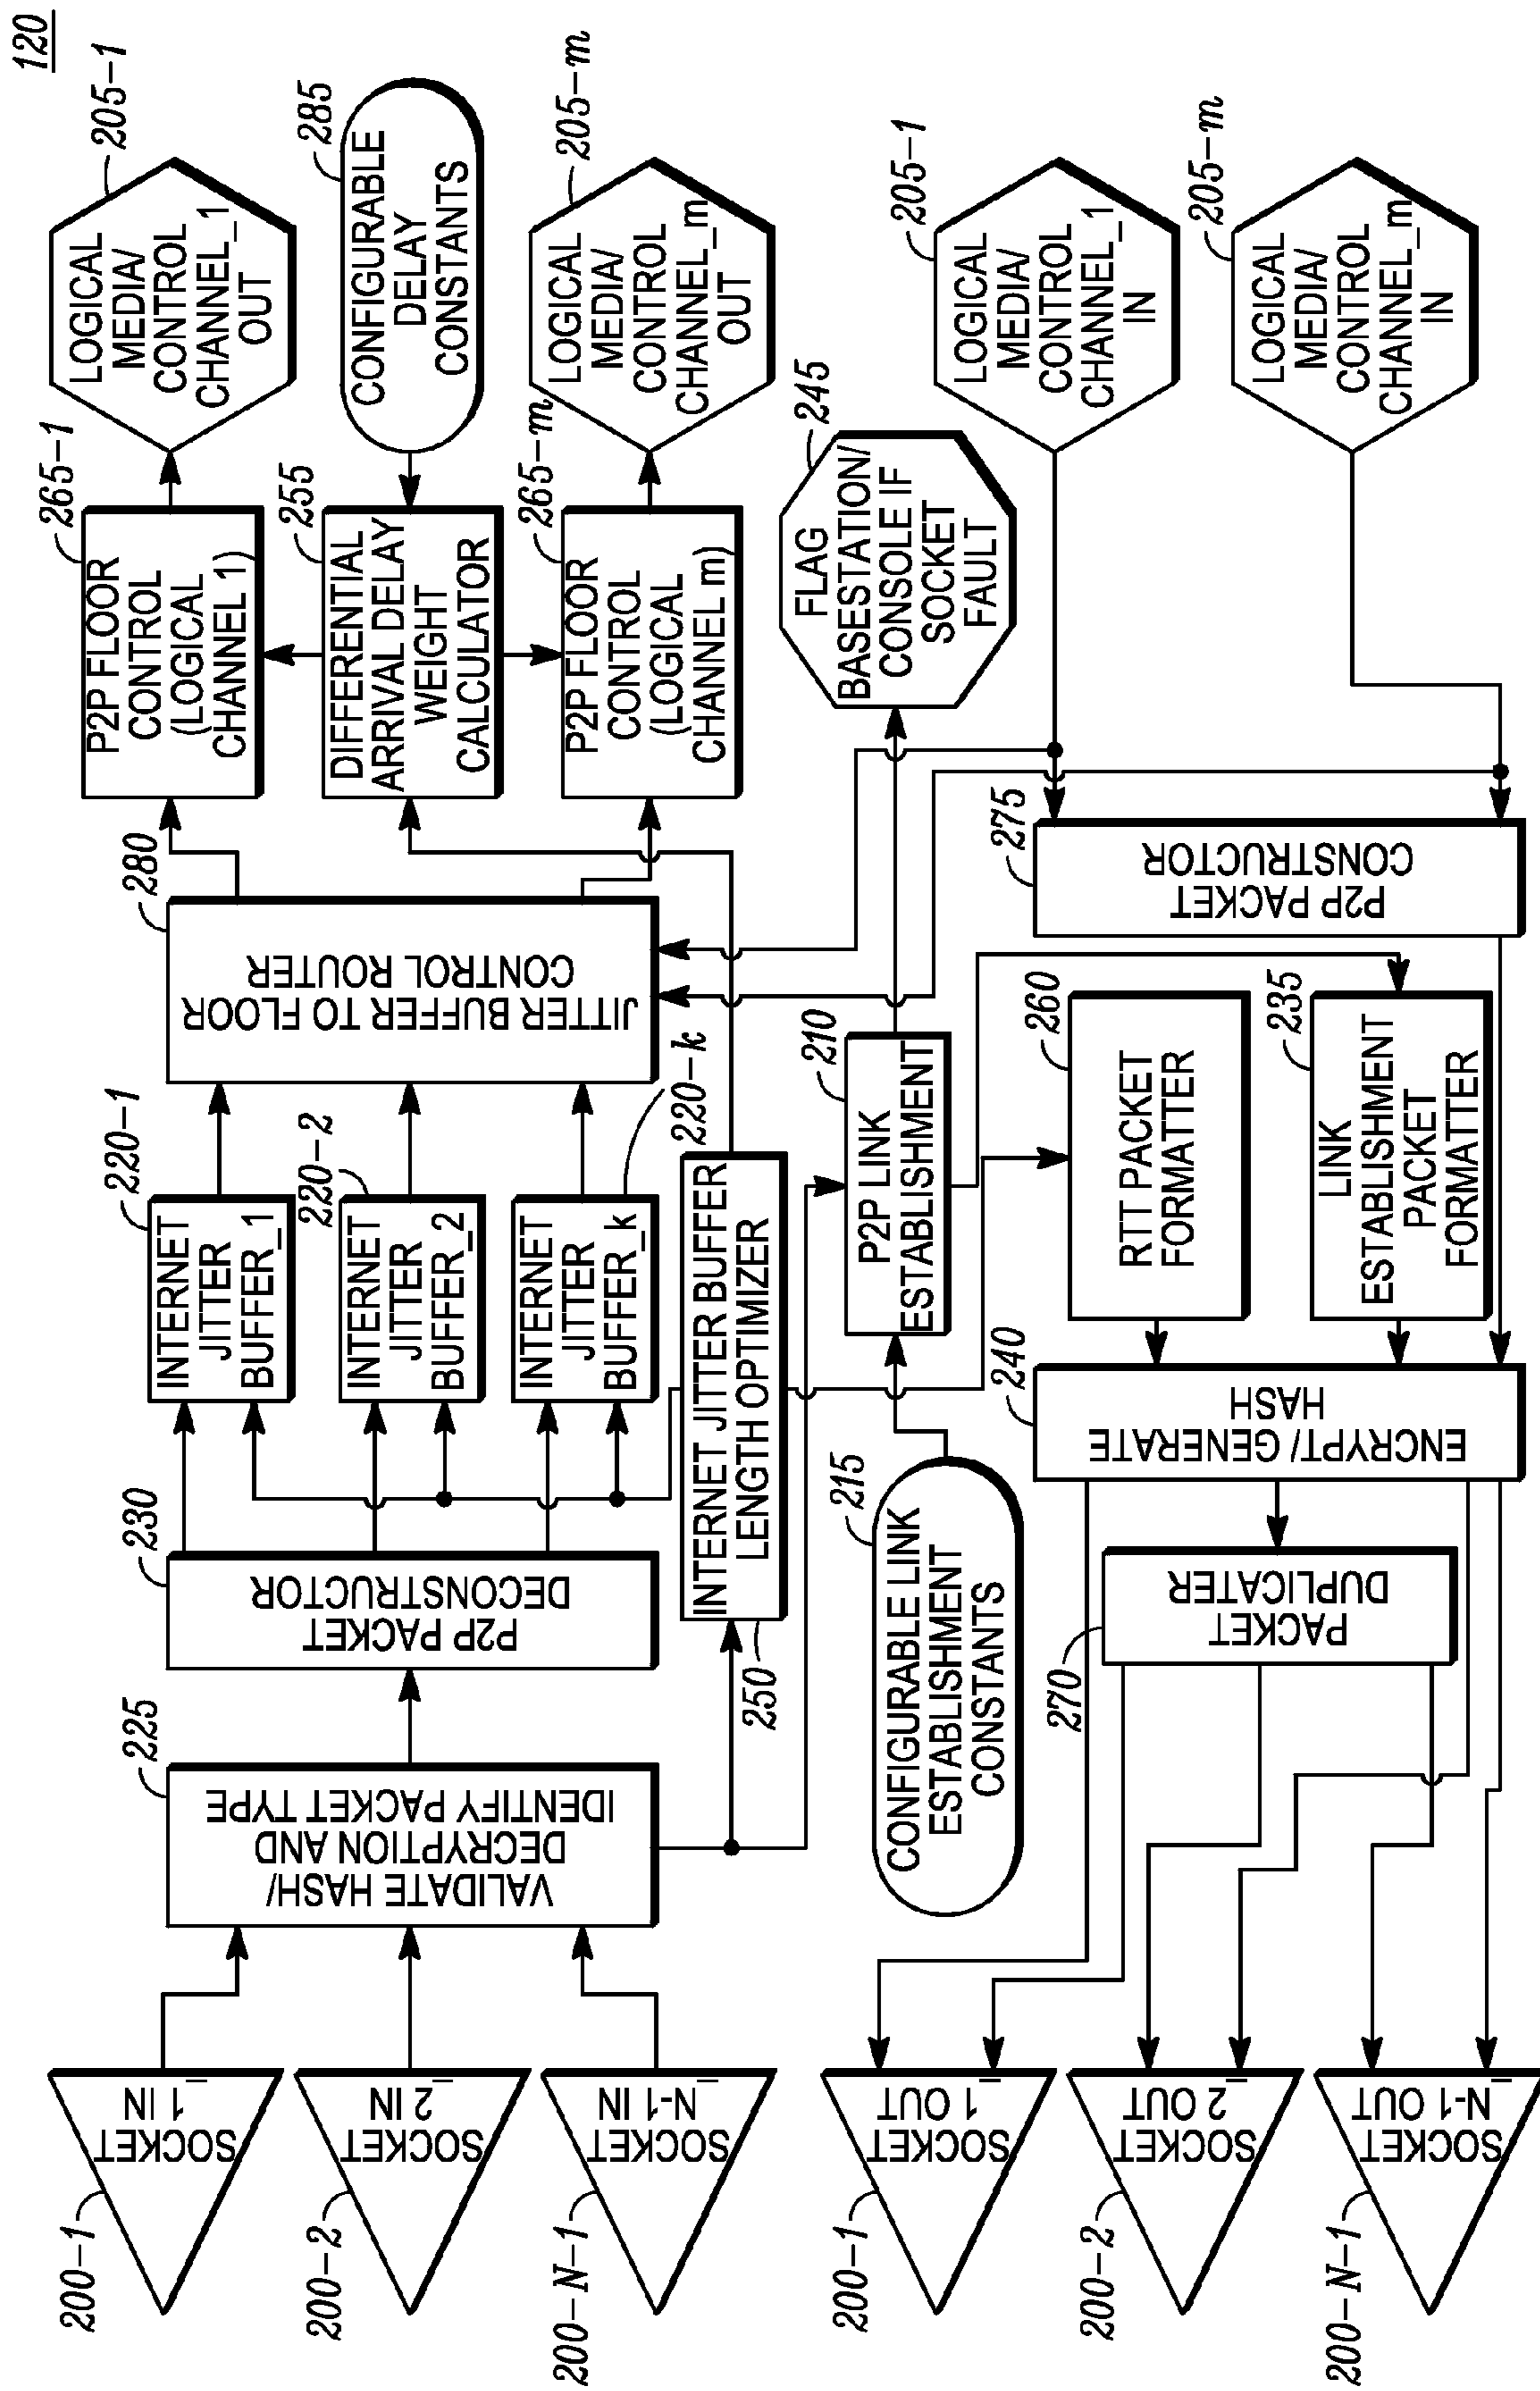 120
200-1
SOCKET
1 IN
200-2
SOCKET
2 IN
200-N-1
SOCKET
N-1 IN
225
VALIDATE HASH/
DECRYPTION AND
IDENTIFY PACKET TYPE
230
P2P PACKET
DECONSTRUCTOR
220-1
INTERNET
JITTER
BUFFER_1
220-2
INTERNET
JITTER
BUFFER_2
220-k
INTERNET
JITTER
BUFFER_k
280
JITTER BUFFER TO FLOOR
CONTROL ROUTER
265-1
P2P FLOOR
CONTROL
(LOGICAL
CHANNEL 1)
255
DIFFERENTIAL
ARRIVAL DELAY
WEIGHT
CALCULATOR
265-m
P2P FLOOR
CONTROL
(LOGICAL
CHANNEL m)
205-1
LOGICAL
MEDIA/
CONTROL
CHANNEL_1
OUT
285
CONFIGURABLE
DELAY
CONSTANTS
205-m
LOGICAL
MEDIA/
CONTROL
CHANNEL_m
OUT
250
INTERNET JITTER BUFFER
LENGTH OPTIMIZER
215
CONFIGURABLE LINK
ESTABLISHMENT
CONSTANTS
210
P2P LINK
ESTABLISHMENT
245
FLAG
BASESTATION/
CONSOLE IF
SOCKET
FAULT
200-1
SOCKET
1 OUT
200-2
SOCKET
2 OUT
200-N-1
SOCKET
N-1 OUT
270
PACKET
DUPLICATER
240
ENCRYPT/ GENERATE
HASH
260
RTT PACKET
FORMATTER
235
LINK
ESTABLISHMENT
PACKET
FORMATTER
275
P2P PACKET
CONSTRUCTOR
205-1
LOGICAL
MEDIA/
CONTROL
CHANNEL_1
IN
205-m
LOGICAL
MEDIA/
CONTROL
CHANNEL_m
IN